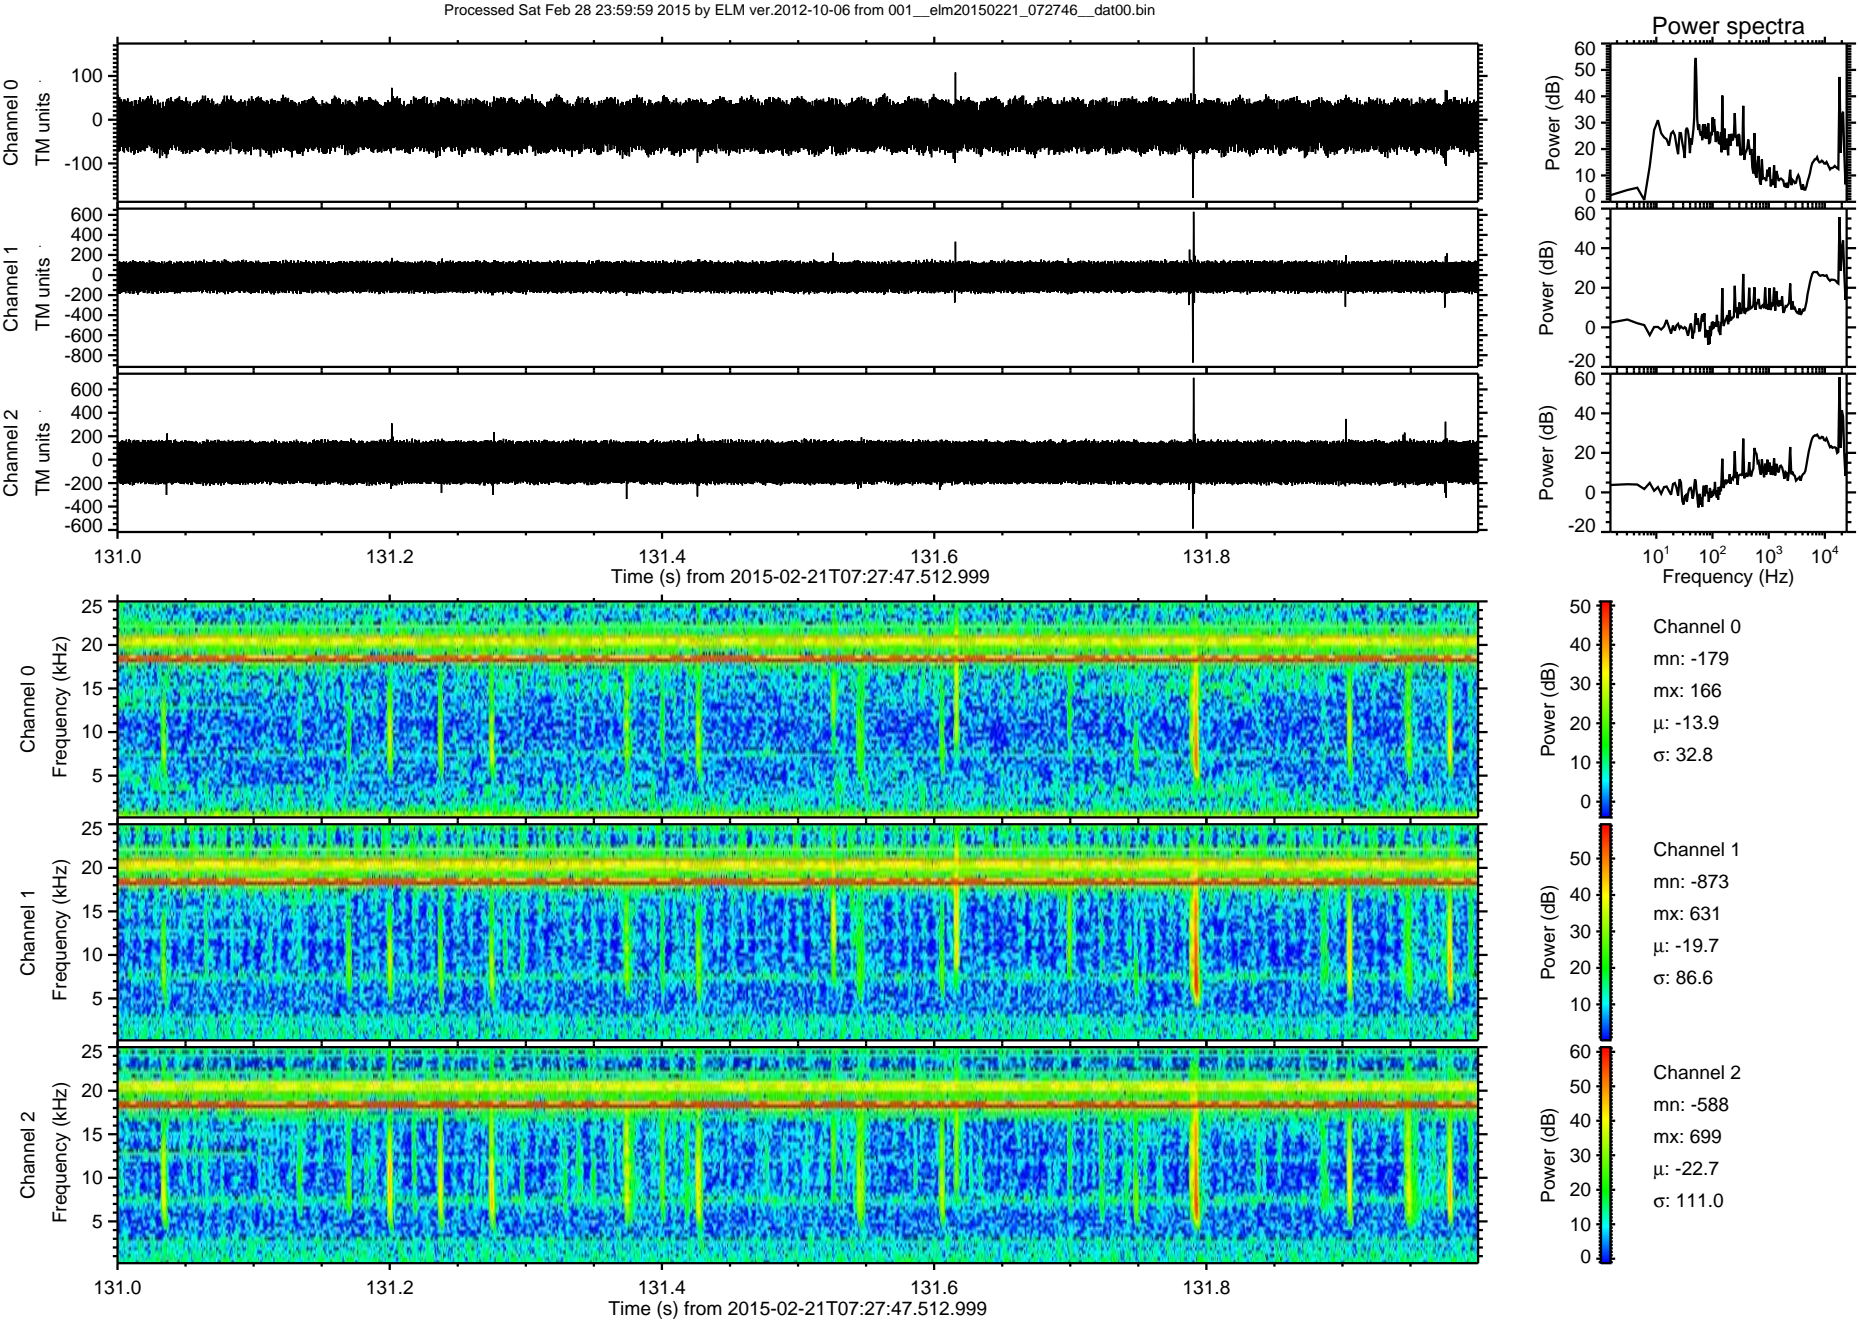 Processed Sat Feb 28 23:59:59 2015 by ELM ver.2012-10-06 from 001__elm20150221_072746__dat00.bin
Power spectra
Channel 0
TM units
100
0
-100
Power (dB)
60
50
40
30
20
10
0
Channel 1
TM units
600
400
200
0
-200
-400
-600
-800
Power (dB)
60
40
20
0
-20
Channel 2
TM units
600
400
200
0
-200
-400
-600
Power (dB)
60
40
20
0
-20
131.0 131.2 131.4 131.6 131.8
Time (s) from 2015-02-21T07:27:47.512.999
10^1 10^2 10^3 10^4
Frequency (Hz)
Channel 0
Frequency (kHz)
25
20
15
10
5
Power (dB)
50
40
30
20
10
0
Channel 0
mn: -179
mx: 166
μ: -13.9
σ: 32.8
Channel 1
Frequency (kHz)
25
20
15
10
5
Power (dB)
50
40
30
20
10
Channel 1
mn: -873
mx: 631
μ: -19.7
σ: 86.6
Channel 2
Frequency (kHz)
25
20
15
10
5
Power (dB)
60
50
40
30
20
10
0
Channel 2
mn: -588
mx: 699
μ: -22.7
σ: 111.0
131.0 131.2 131.4 131.6 131.8
Time (s) from 2015-02-21T07:27:47.512.999